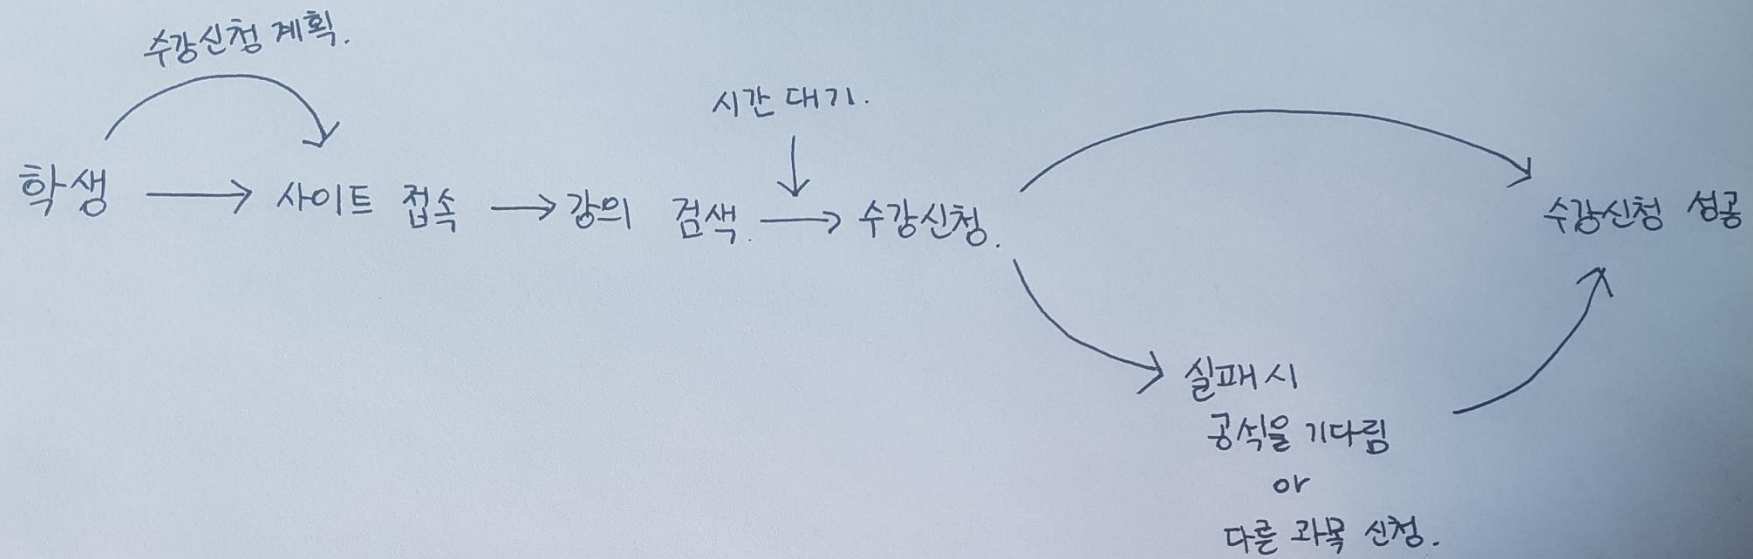 수강신청 계획.
시간 대기.
학생 사이트 접속 강의 검색. 수강신청. 수강신청 성공
실패시
공석을 기다림
or
다른 과목 신청.